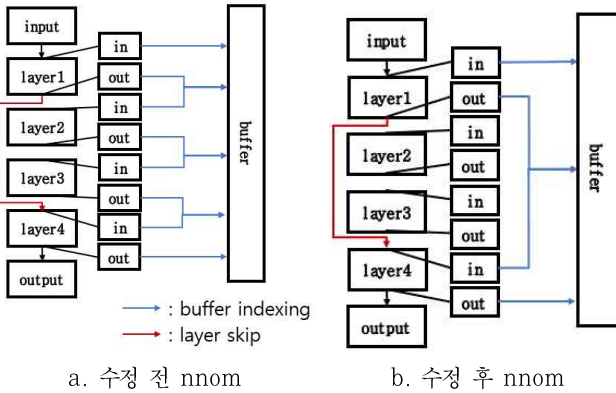 input
layer1
layer2
layer3
layer4
output
in
out
in
out
in
out
in
out
buffer
: buffer indexing
: layer skip
a. 수정 전 nnom
input
layer1
layer2
layer3
layer4
output
in
out
in
out
in
out
in
out
buffer
b. 수정 후 nnom